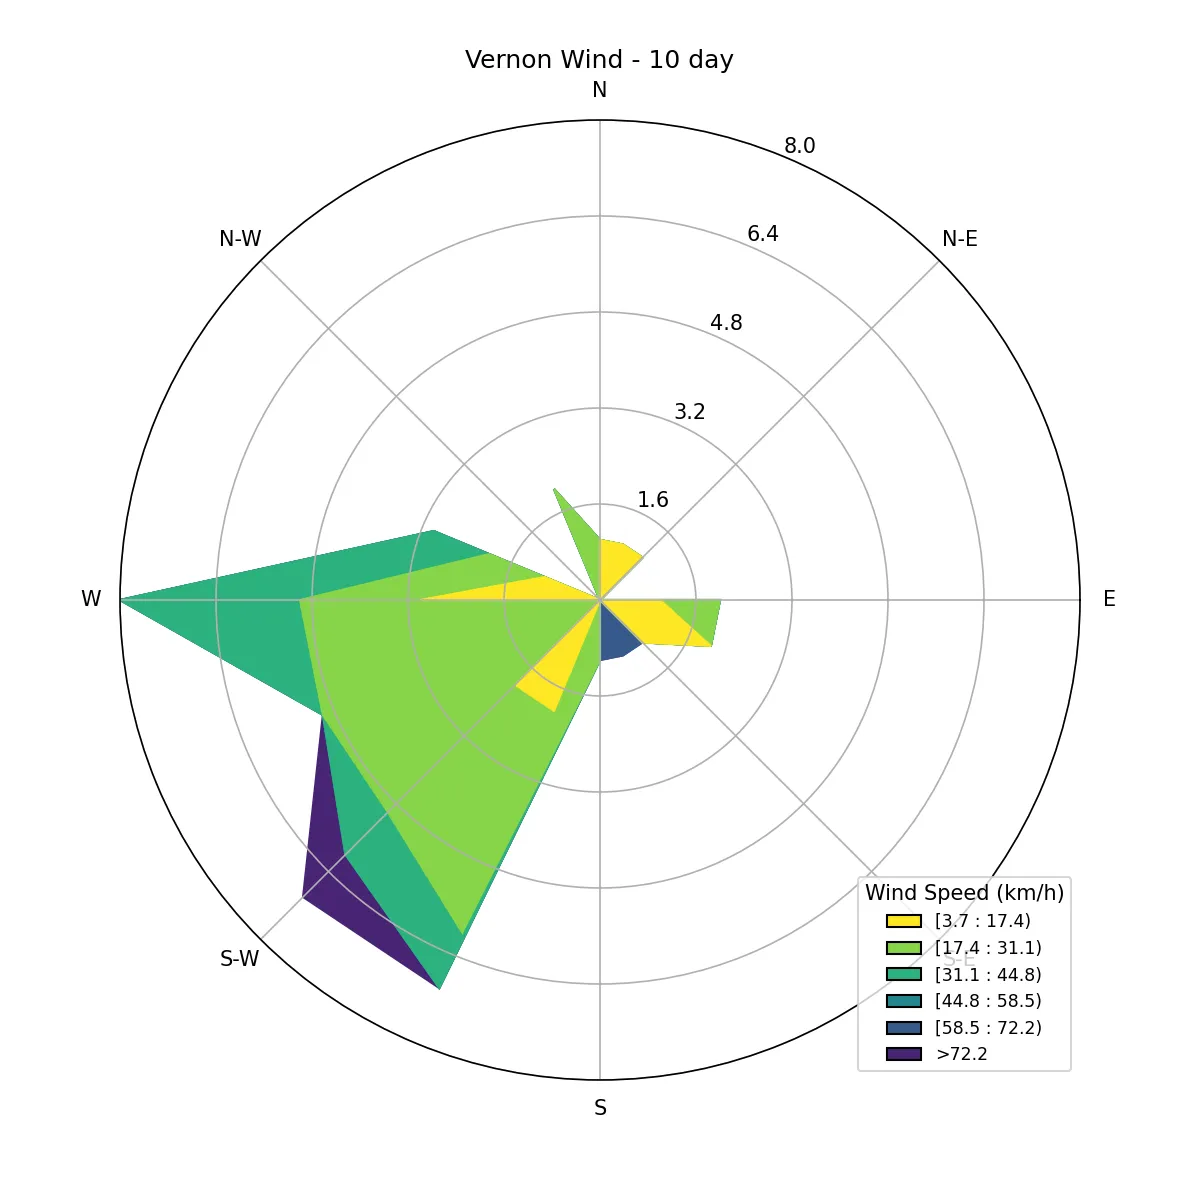 Vernon Wind - 10 day
N
8.0
N-W
N-E
6.4
4.8
3.2
1.6
W
E
S-W
S-E
S
Wind Speed (km/h)
[3.7 : 17.4)
[17.4 : 31.1)
[31.1 : 44.8)
[44.8 : 58.5)
[58.5 : 72.2)
>72.2